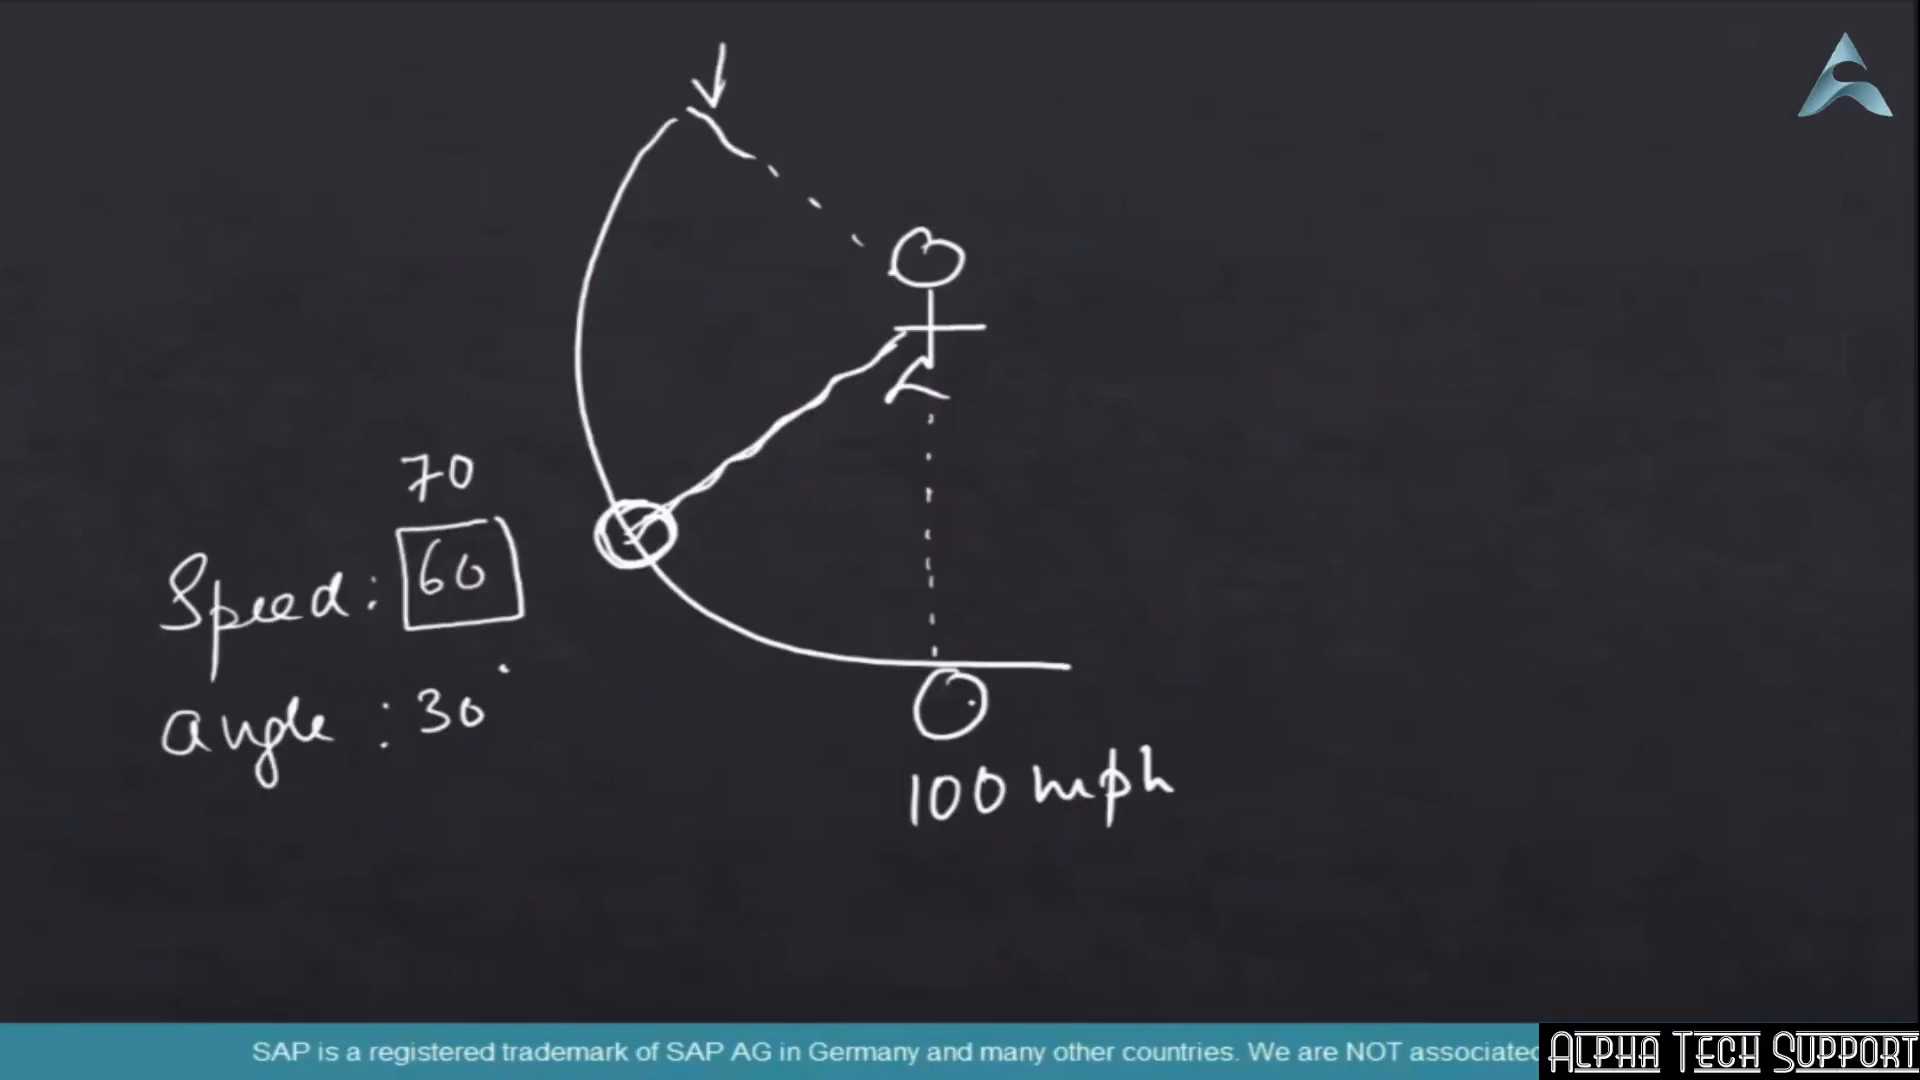 70
Speed: 60
angle: 30°
100 mph
SAP is a registered trademark of SAP AG in Germany and many other countries. We are NOT associated
ALPHA TECH SUPPORT